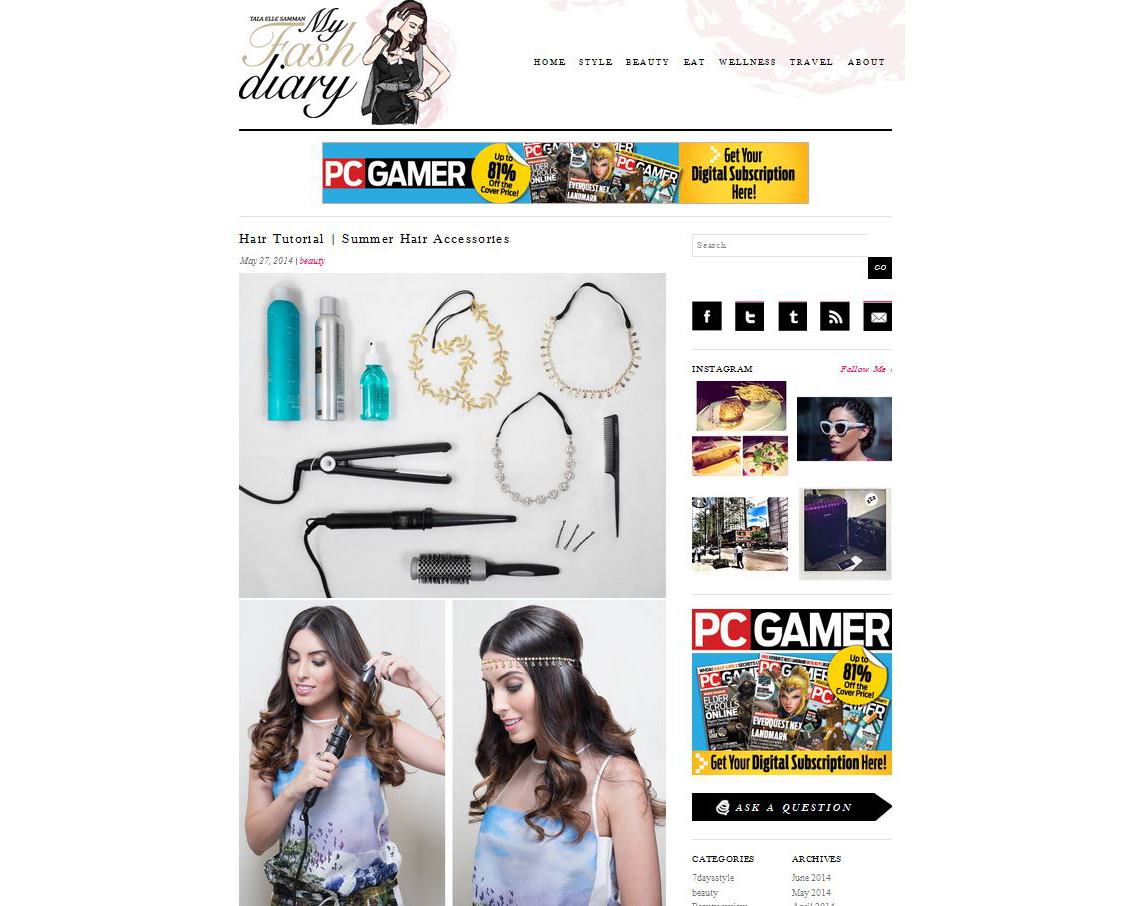 TALA ELLE SAMMAN
My
Fash
diary
HOME STYLE BEAUTY EAT WELLNESS TRAVEL ABOUT
PC GAMER
Up to
81%
Off the
Cover Price!
ELDER
SCROLLS
ONLINE
EVERQUEST NEXT
LANDMARK
PC GAMER
Get Your
Digital Subscription
Here!
Hair Tutorial | Summer Hair Accessories
May 27, 2014 | beauty
Search
GO
INSTAGRAM
Follow Me
PC GAMER
Up to
81%
Off the
Cover Price!
ELDER
SCROLLS
ONLINE
EVERQUEST NEXT
LANDMARK
Get Your Digital Subscription Here!
ASK A QUESTION
CATEGORIES ARCHIVES
7daysstyle June 2014
beauty May 2014
April 2014